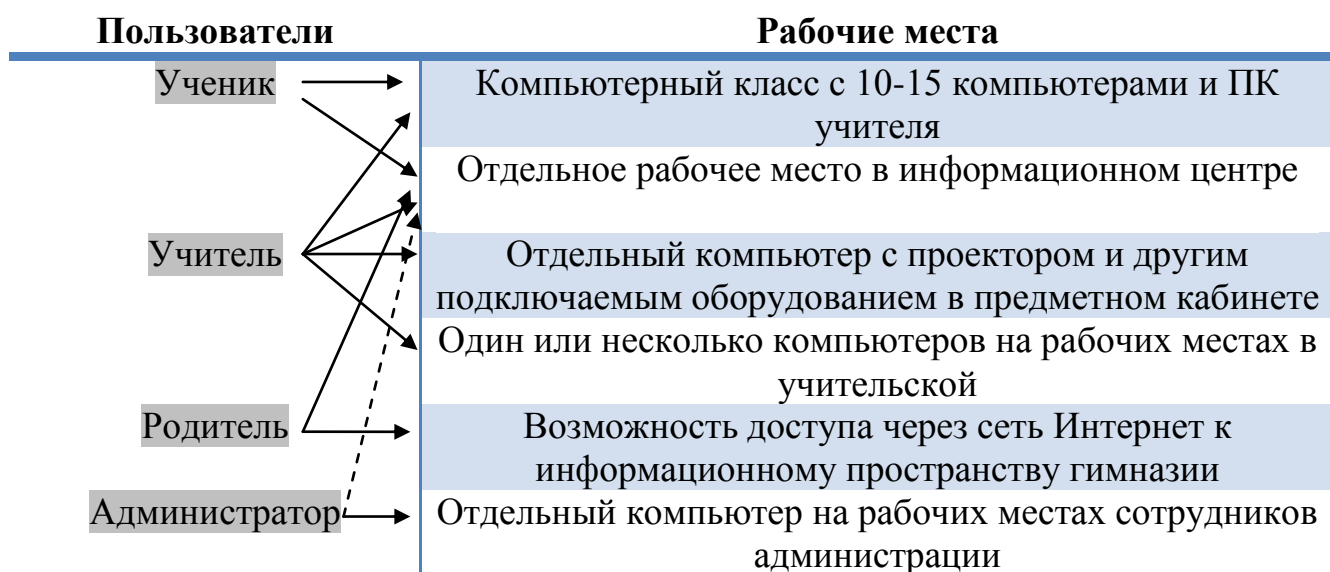 Пользователи Рабочие места
Ученик Компьютерный класс с 10-15 компьютерами и ПК
учителя
Отдельное рабочее место в информационном центре
Учитель Отдельный компьютер с проектором и другим
подключаемым оборудованием в предметном кабинете
Один или несколько компьютеров на рабочих местах в
учительской
Родитель Возможность доступа через сеть Интернет к
информационному пространству гимназии
Администратор Отдельный компьютер на рабочих местах сотрудников
администрации